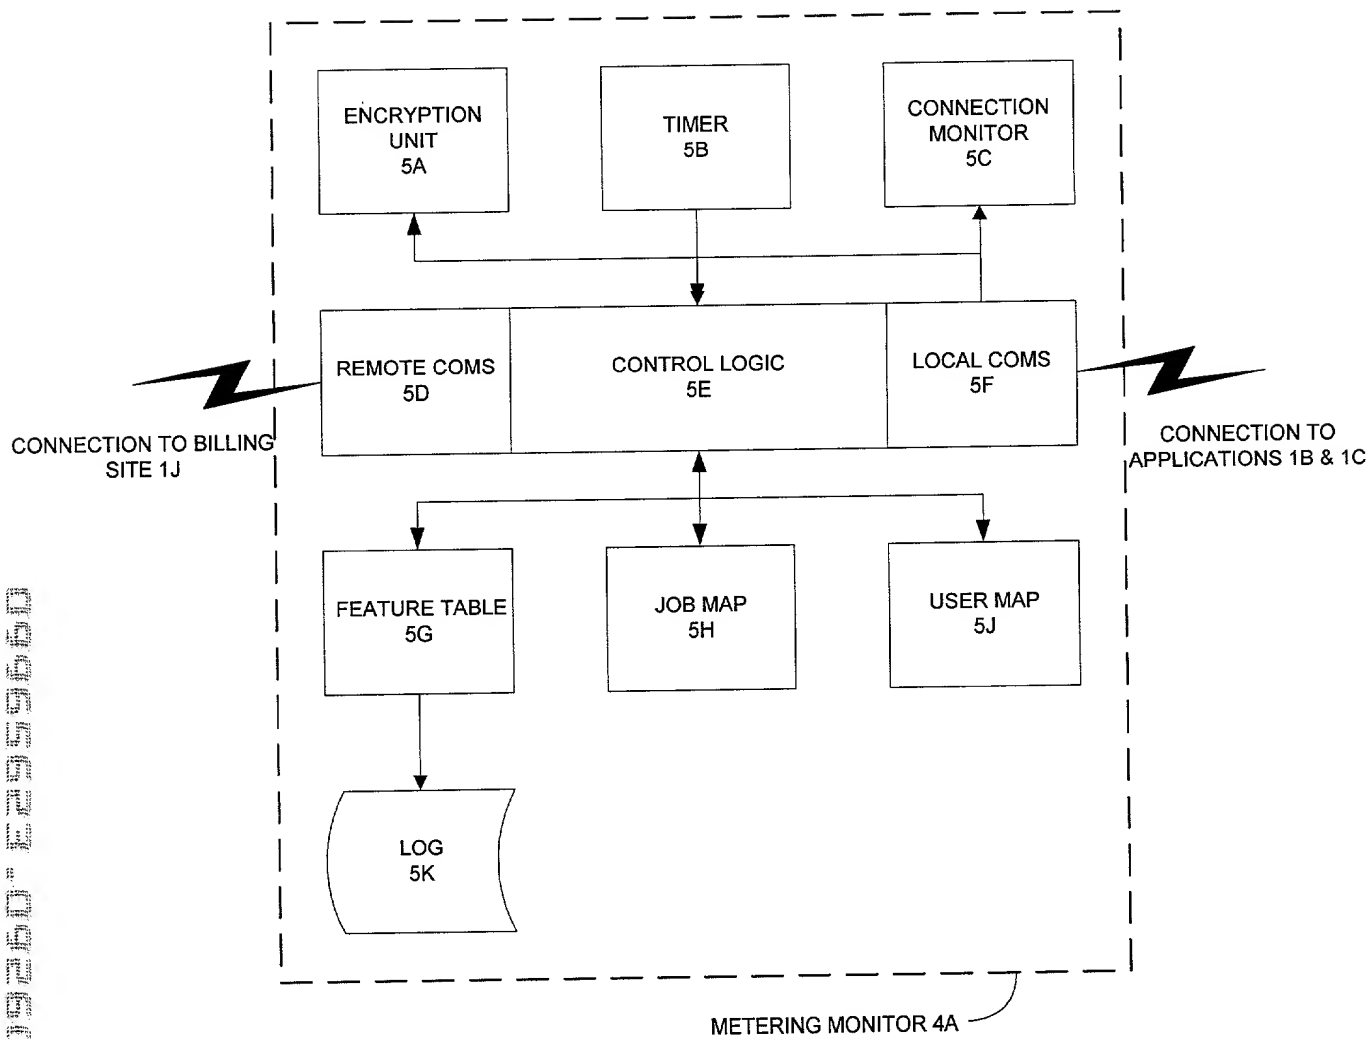 ENCRYPTION
UNIT
5A
TIMER
5B
CONNECTION
MONITOR
5C
REMOTE COMS
5D
CONTROL LOGIC
5E
LOCAL COMS
5F
CONNECTION TO BILLING
SITE 1J
CONNECTION TO
APPLICATIONS 1B & 1C
FEATURE TABLE
5G
JOB MAP
5H
USER MAP
5J
LOG
5K
METERING MONITOR 4A